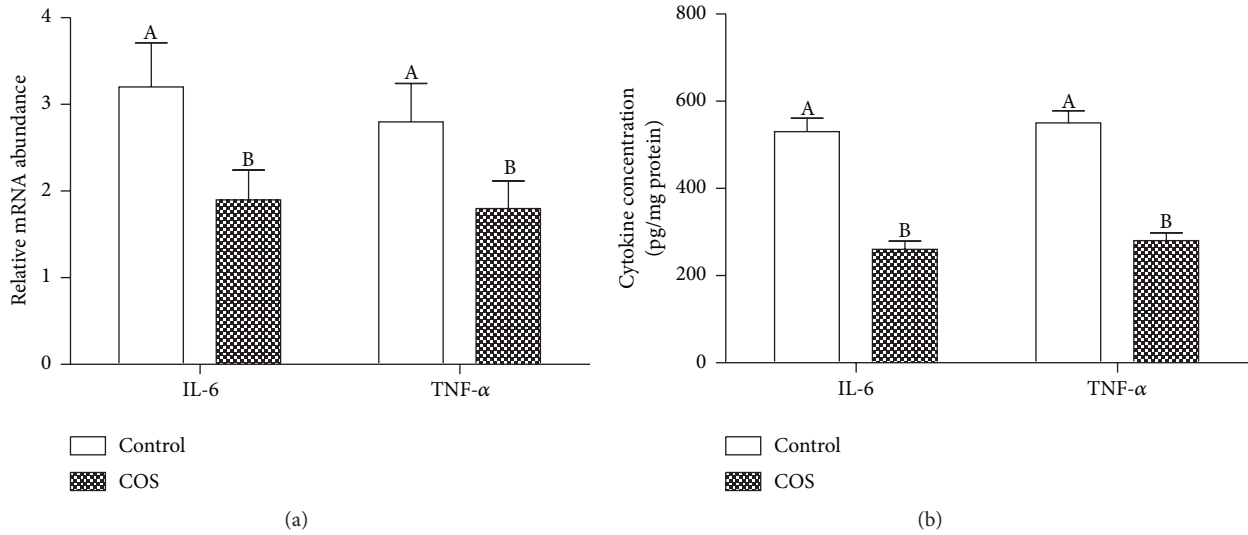 Relative mRNA abundance
4
3
2
1
0
A
B
A
B
IL-6
TNF-α
Control
COS
(a)
Cytokine concentration
(pg/mg protein)
800
600
400
200
0
A
B
A
B
IL-6
TNF-α
Control
COS
(b)